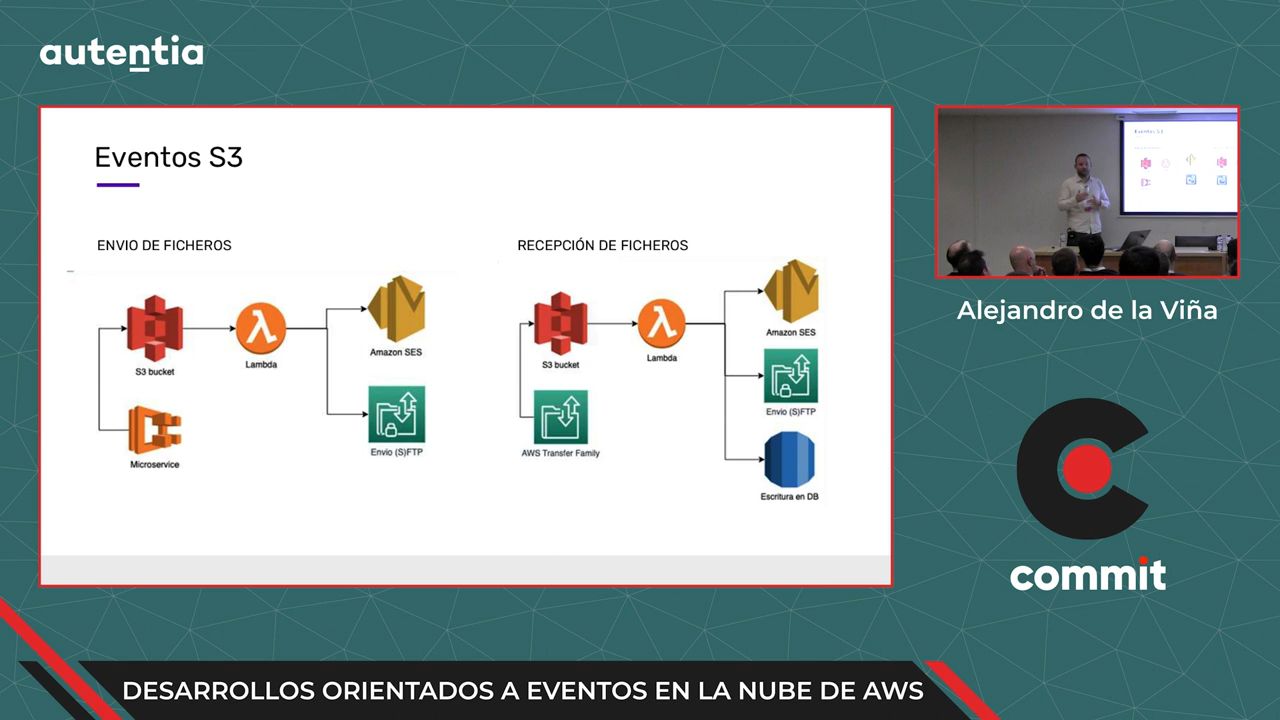 autentia
Eventos S3
ENVIO DE FICHEROS
S3 bucket
Lambda
Amazon SES
Microservice
Envio (S)FTP
RECEPCIÓN DE FICHEROS
S3 bucket
Lambda
Amazon SES
AWS Transfer Family
Envio (S)FTP
Escritura en DB
Eventos S3
Alejandro de la Viña
commit
DESARROLLOS ORIENTADOS A EVENTOS EN LA NUBE DE AWS